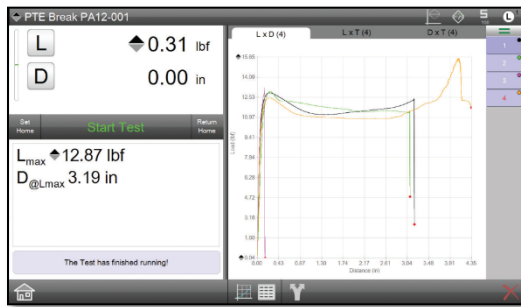 PTE Break PA12-001
L
0.31 lbf
D
0.00 in
Set Home
Start Test
Return Home
Lmax 12.87 lbf
D@Lmax 3.19 in
The Test has finished running!
L x D (4)
L x T (4)
D x T (4)
Load (lbf)
15.65
14.08
12.53
10.97
9.41
7.84
6.28
4.72
3.16
1.60
0.04
0.00 0.43 0.87 1.30 1.74 2.17 2.61 3.04 3.48 3.91 4.35
Distance (in)
1
2
3
4
5
L